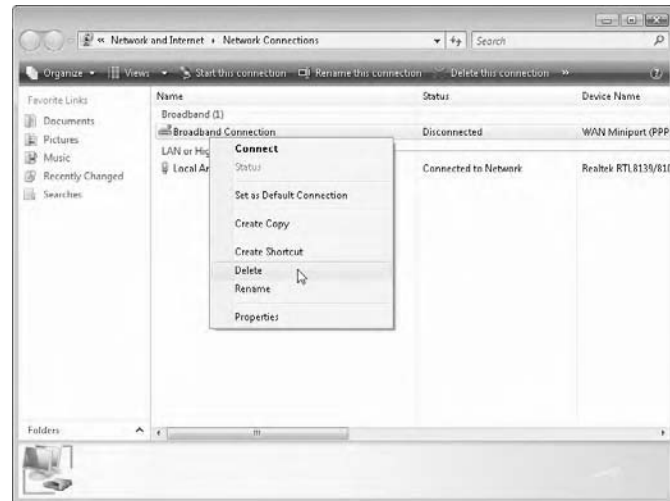 « Network and Internet › Network Connections
Search
Organize
Views
Start this connection
Rename this connection
Delete this connection
»
Favorite Links
Documents
Pictures
Music
Recently Changed
Searches
Folders
Name Status Device Name
Broadband (1)
Broadband Connection Disconnected WAN Miniport (PPP
LAN or Hig
Local Ar Connected to Network Realtek RTL8139/810
Connect
Status
Set as Default Connection
Create Copy
Create Shortcut
Delete
Rename
Properties